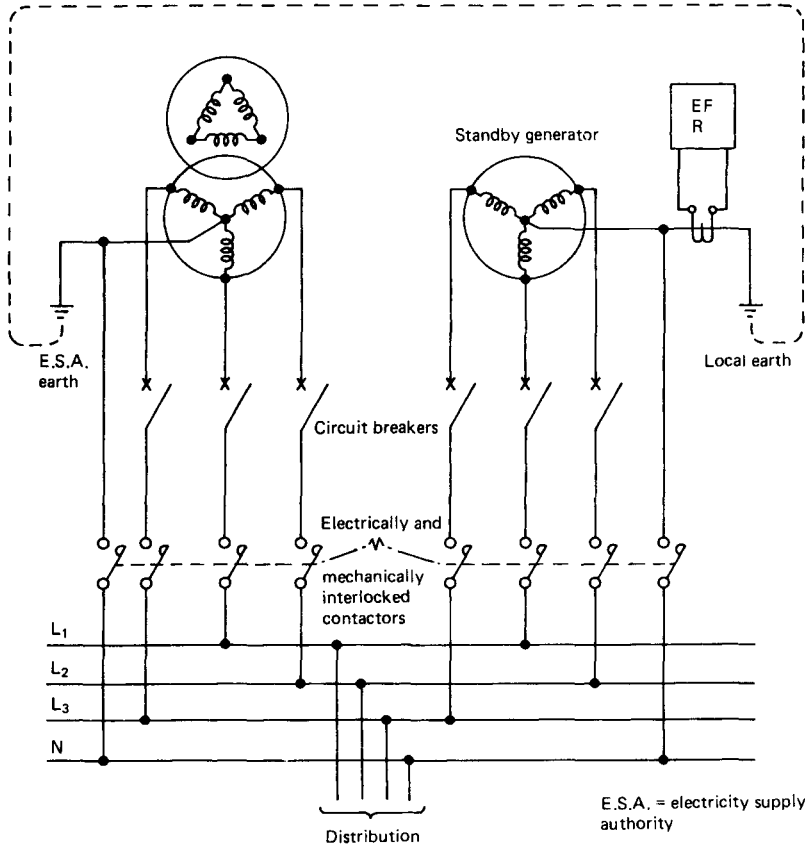 EF
R
Standby generator
E.S.A.
earth
Local earth
Circuit breakers
Electrically and
mechanically
interlocked
contactors
L₁
L₂
L₃
N
Distribution
E.S.A. = electricity supply
authority